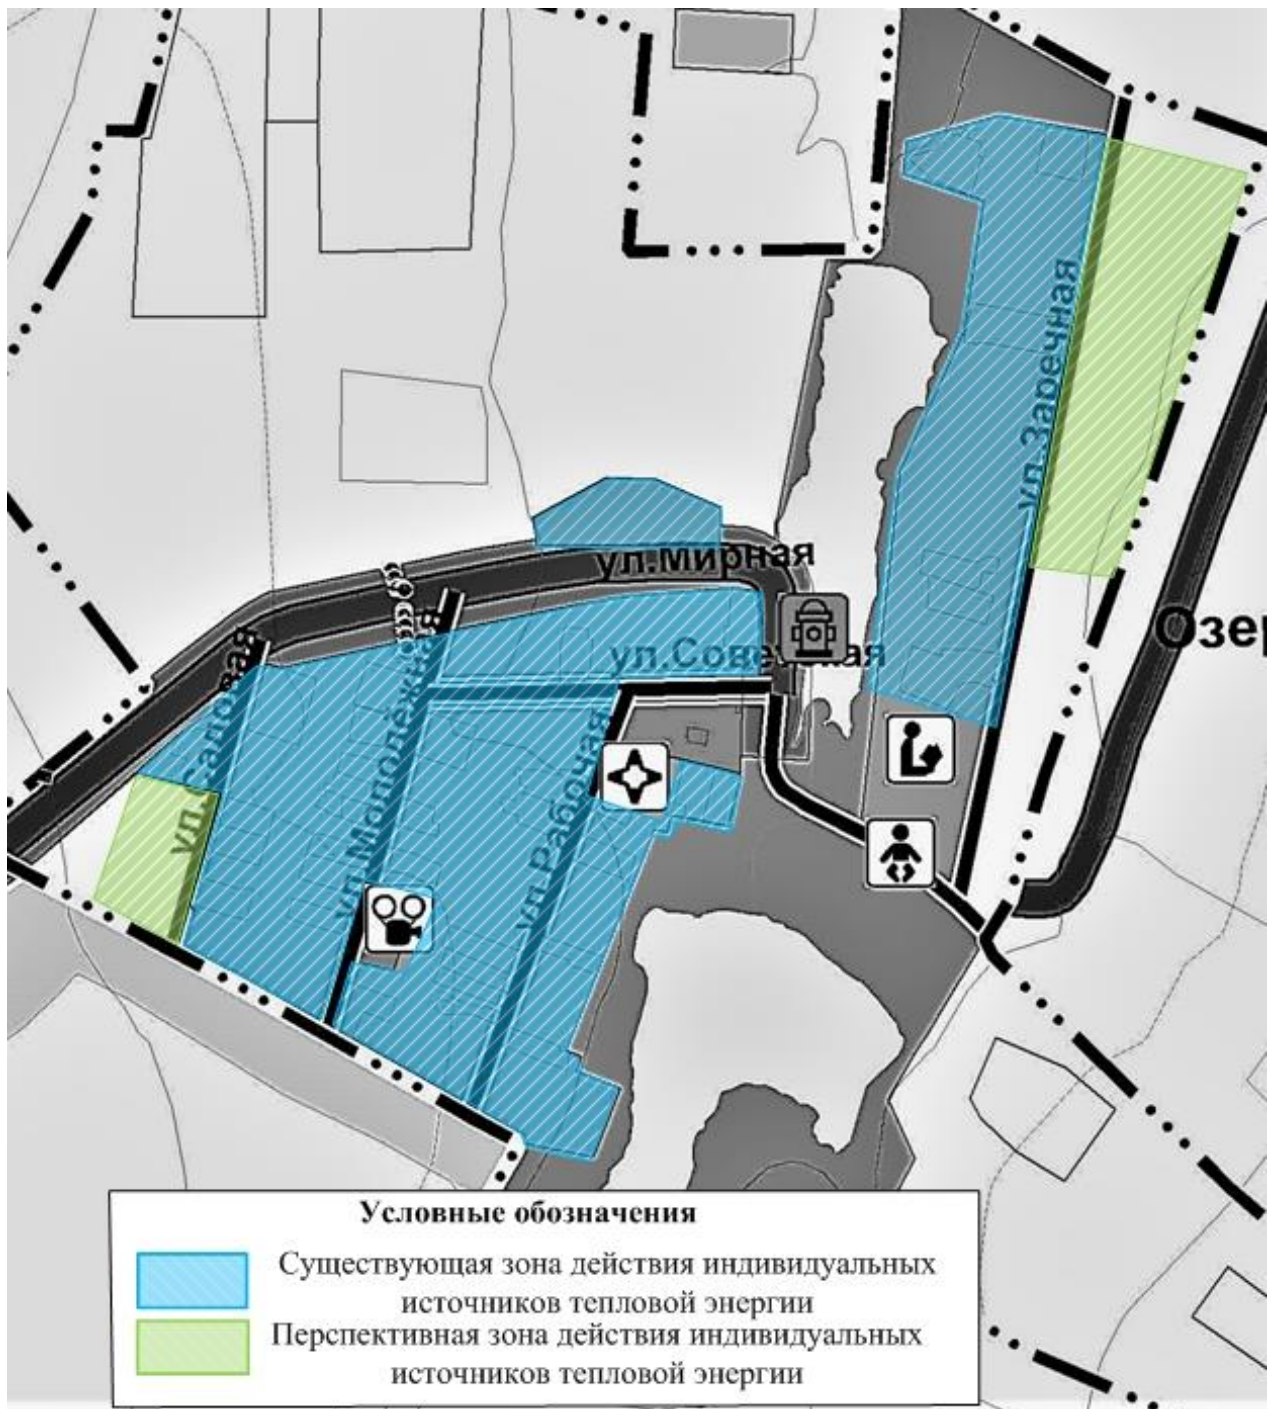 ул.Заречная
ул.Мирная
Озер
ул.Советская
ул.Садовая
ул.Молодёжная
ул.Рабочая
Условные обозначения
Существующая зона действия индивидуальных
источников тепловой энергии
Перспективная зона действия индивидуальных
источников тепловой энергии